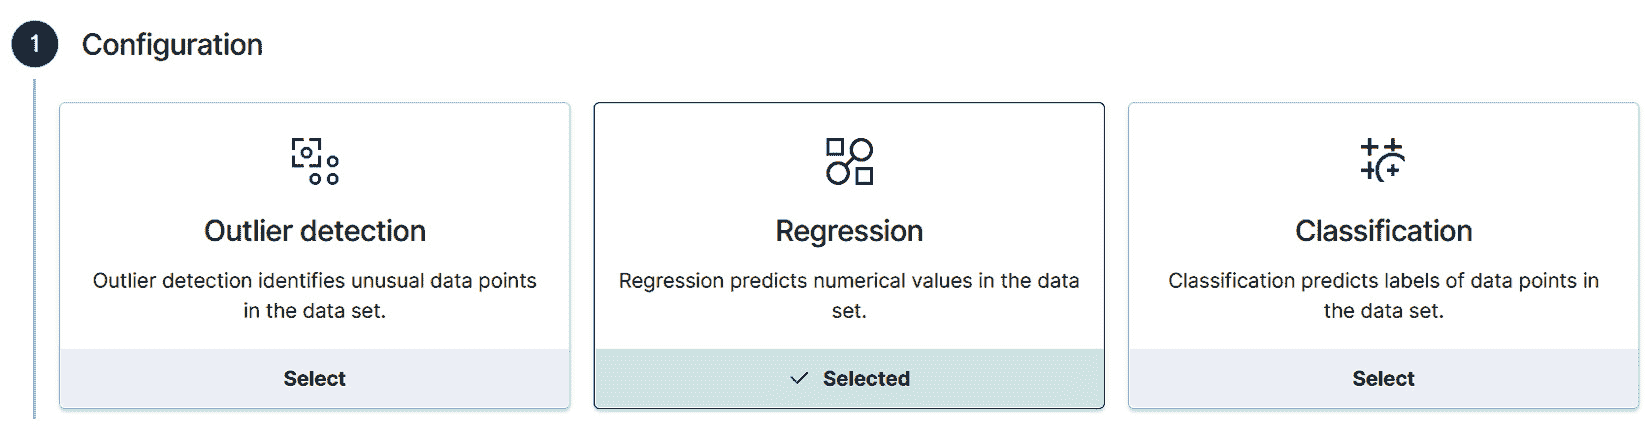 1 Configuration
Outlier detection
Outlier detection identifies unusual data points
in the data set.
Select
Regression
Regression predicts numerical values in the data
set.
Selected
Classification
Classification predicts labels of data points in
the data set.
Select